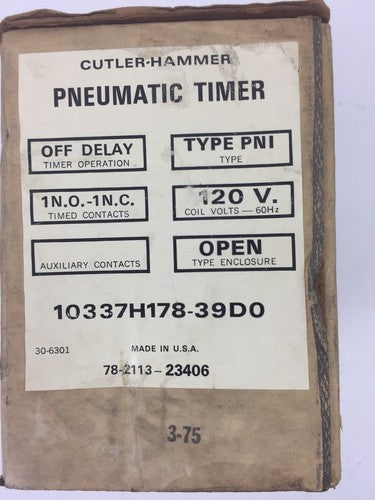 CUTLER-HAMMER
PNEUMATIC TIMER
OFF DELAY
TIMER OPERATION
TYPE PNI
TYPE
1N.O.-1N.C.
TIMED CONTACTS
120 V.
COIL VOLTS — 60Hz
AUXILIARY CONTACTS
OPEN
TYPE ENCLOSURE
10337H178-39D0
30-6301
MADE IN U.S.A.
78-2113-23406
3-75